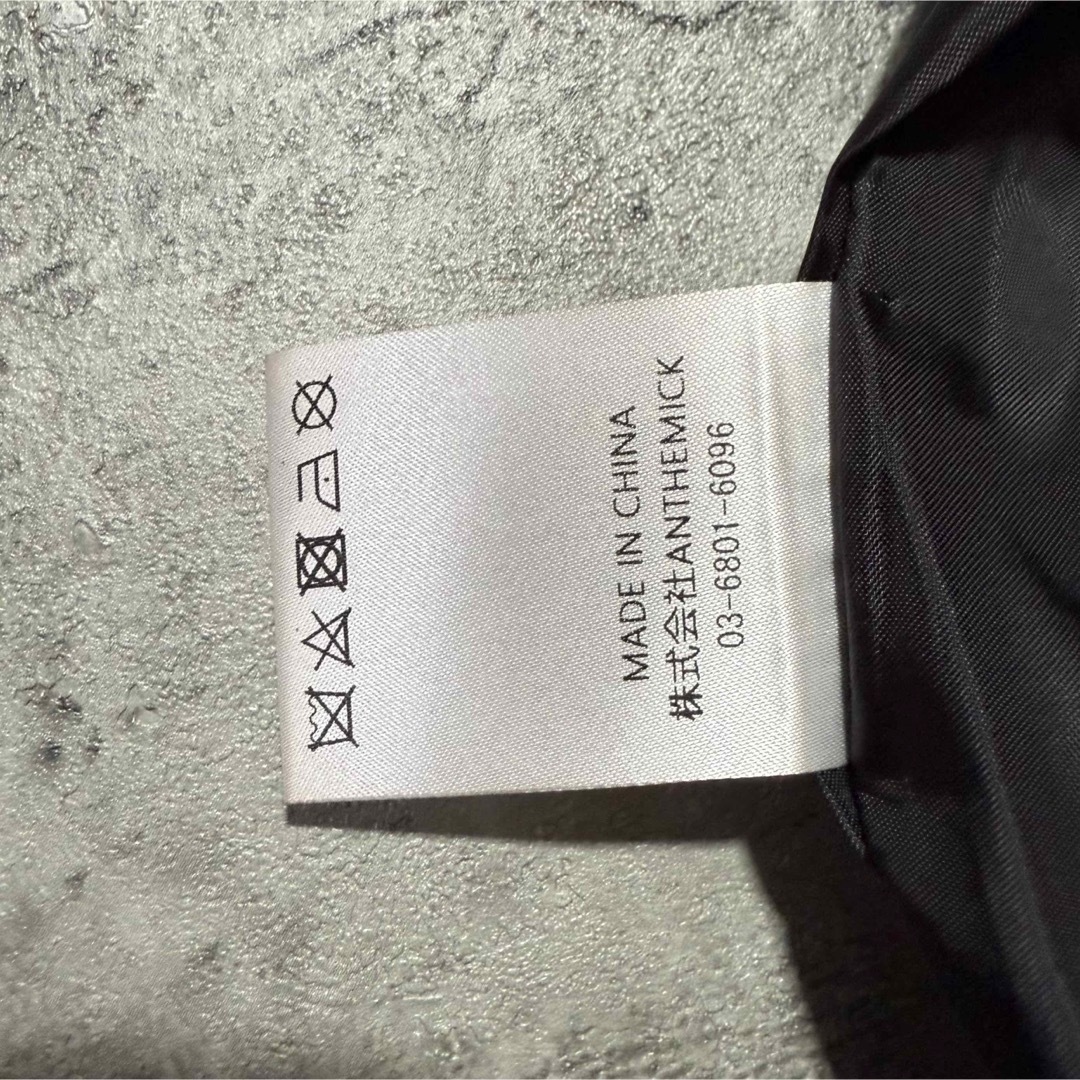 MADE IN CHINA
株式会社ANTHEMICK
03-6801-6096